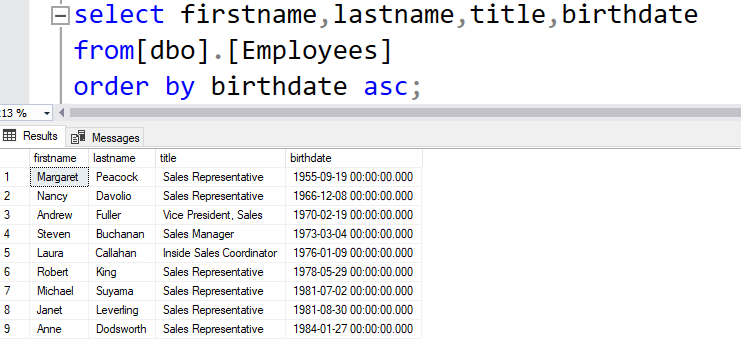 select firstname,lastname,title,birthdate
from[dbo].[Employees]
order by birthdate asc;
13 %
Results Messages
firstname lastname title birthdate
1 Margaret Peacock Sales Representative 1955-09-19 00:00:00.000
2 Nancy Davolio Sales Representative 1966-12-08 00:00:00.000
3 Andrew Fuller Vice President, Sales 1970-02-19 00:00:00.000
4 Steven Buchanan Sales Manager 1973-03-04 00:00:00.000
5 Laura Callahan Inside Sales Coordinator 1976-01-09 00:00:00.000
6 Robert King Sales Representative 1978-05-29 00:00:00.000
7 Michael Suyama Sales Representative 1981-07-02 00:00:00.000
8 Janet Leverling Sales Representative 1981-08-30 00:00:00.000
9 Anne Dodsworth Sales Representative 1984-01-27 00:00:00.000